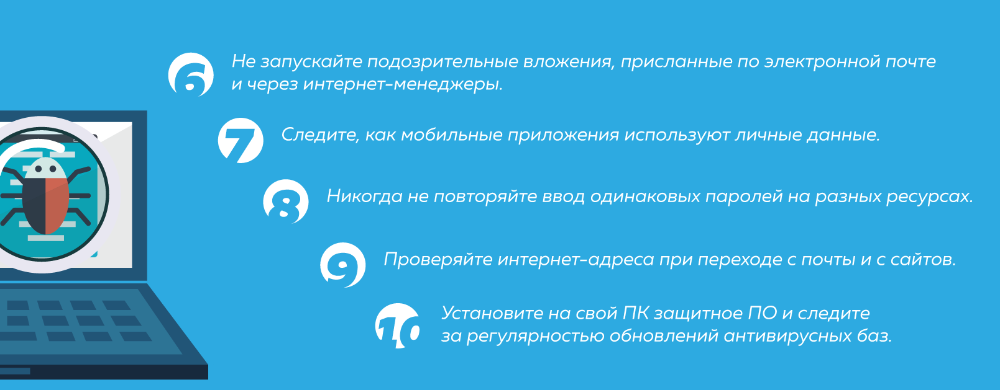 6 Не запускайте подозрительные вложения, присланные по электронной почте
и через интернет-менеджеры.
7 Следите, как мобильные приложения используют личные данные.
8 Никогда не повторяйте ввод одинаковых паролей на разных ресурсах.
9 Проверяйте интернет-адреса при переходе с почты и с сайтов.
10 Установите на свой ПК защитное ПО и следите
за регулярностью обновлений антивирусных баз.